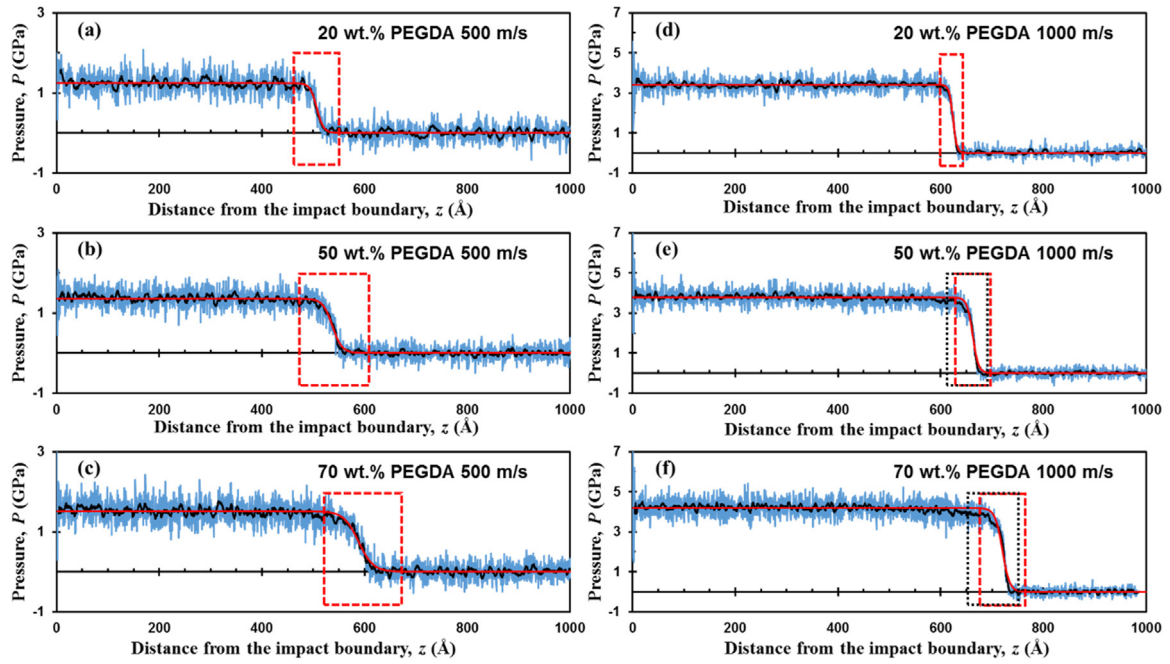 (a) 20 wt.% PEGDA 500 m/s
Pressure, P (GPa)
3
1
-1
0 200 400 600 800 1000
Distance from the impact boundary, z (Å)
(b) 50 wt.% PEGDA 500 m/s
Pressure, P (GPa)
3
1
-1
0 200 400 600 800 1000
Distance from the impact boundary, z (Å)
(c) 70 wt.% PEGDA 500 m/s
Pressure, P (GPa)
3
1
-1
0 200 400 600 800 1000
Distance from the impact boundary, z (Å)
(d) 20 wt.% PEGDA 1000 m/s
Pressure, P (GPa)
7
5
3
1
-1
0 200 400 600 800 1000
Distance from the impact boundary, z (Å)
(e) 50 wt.% PEGDA 1000 m/s
Pressure, P (GPa)
7
5
3
1
-1
0 200 400 600 800 1000
Distance from the impact boundary, z (Å)
(f) 70 wt.% PEGDA 1000 m/s
Pressure, P (GPa)
7
5
3
1
-1
0 200 400 600 800 1000
Distance from the impact boundary, z (Å)